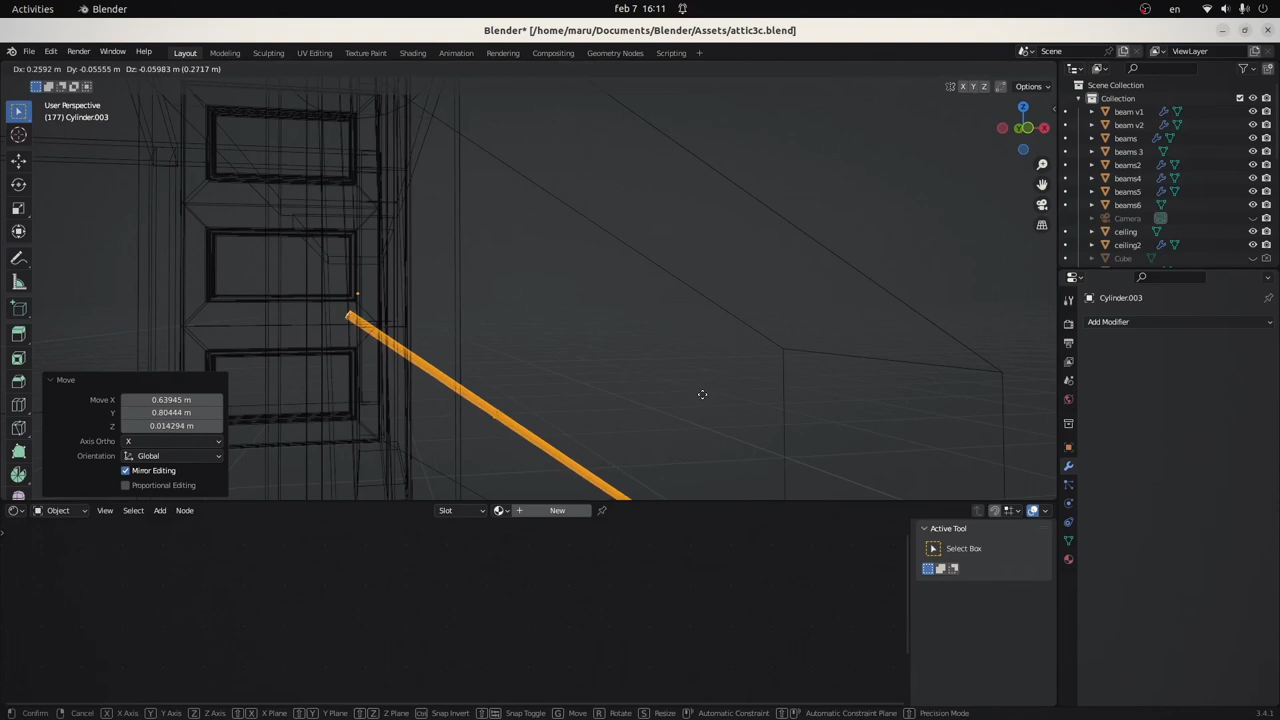 Activities
Blender
feb 7 16:11
en
Blender* [/home/maru/Documents/Blender/Assets/attic3c.blend]
File Edit Render Window Help
Layout Modeling Sculpting UV Editing Texture Paint Shading Animation Rendering Compositing Geometry Nodes Scripting
Scene
ViewLayer
Dx: 0.2592 m Dy: -0.05555 m Dz: -0.05983 m (0.2717 m)
X Y Z
Options
User Perspective
(177) Cylinder.003
Z
X
Y
Scene Collection
Collection
beam v1
beam v2
beams
beams 3
beams2
beams4
beams5
beams6
Camera
ceiling
ceiling2
Cube
Cylinder.003
Add Modifier
Move
Move X 0.63945 m
Y 0.80444 m
Z 0.014294 m
Axis Ortho X
Orientation Global
Mirror Editing
Proportional Editing
Object View Select Add Node
Slot
New
Active Tool
Select Box
Confirm Cancel X X Axis Y Y Axis Z Z Axis X X Plane Y Y Plane Z Z Plane Ctrl Snap Invert Snap Toggle G Move R Rotate S Resize Automatic Constraint Automatic Constraint Plane Precision Mode
3.4.1